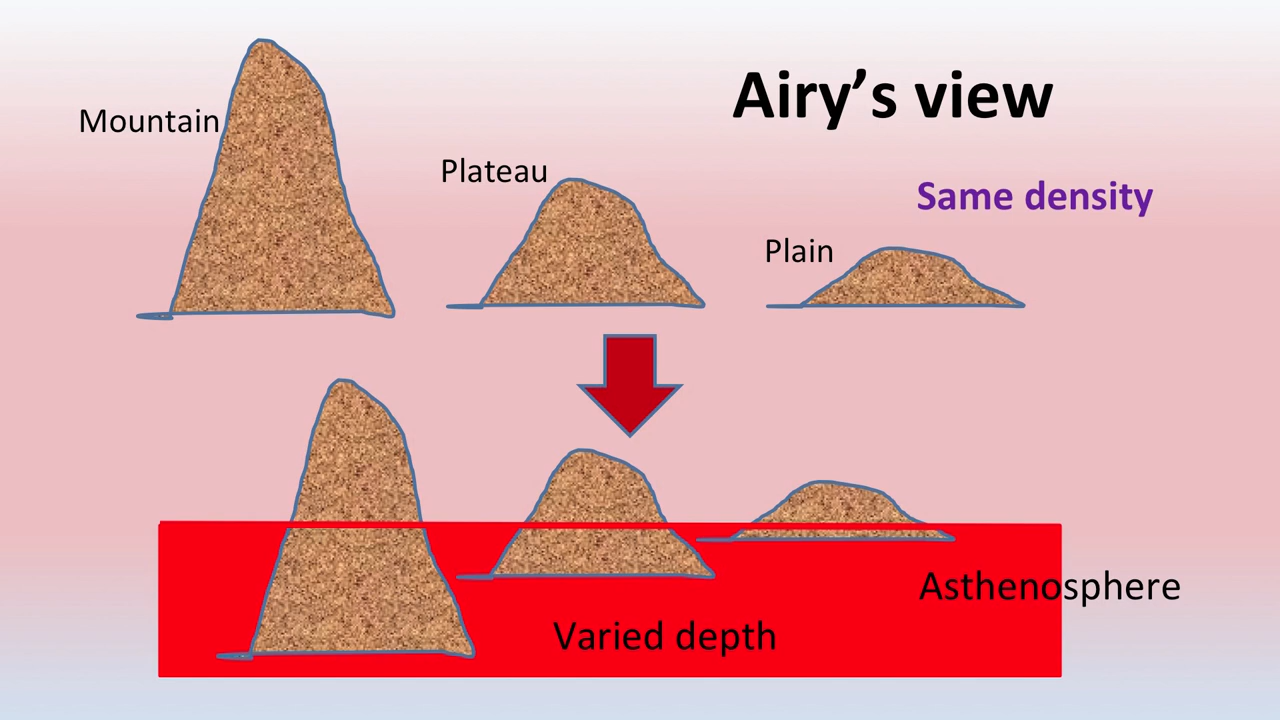 Airy’s view
Mountain
Plateau
Same density
Plain
Asthenosphere
Varied depth